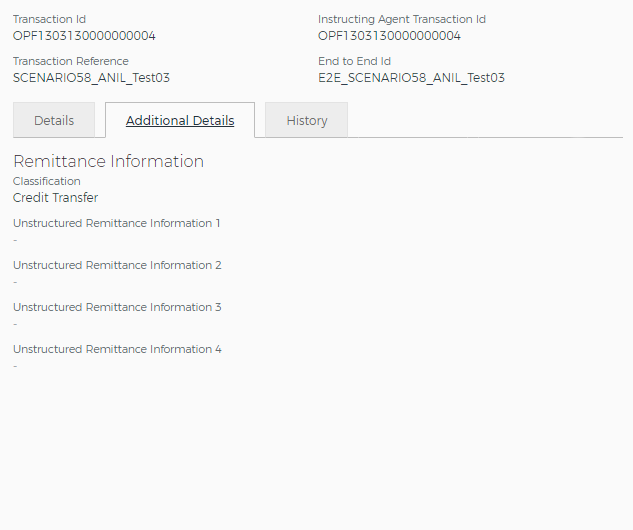 Transaction Id
OPF1303130000000004
Instructing Agent Transaction Id
OPF1303130000000004
Transaction Reference
SCENARIO58_ANIL_Test03
End to End Id
E2E_SCENARIO58_ANIL_Test03
Details
Additional Details
History
Remittance Information
Classification
Credit Transfer
Unstructured Remittance Information 1
-
Unstructured Remittance Information 2
-
Unstructured Remittance Information 3
-
Unstructured Remittance Information 4
-